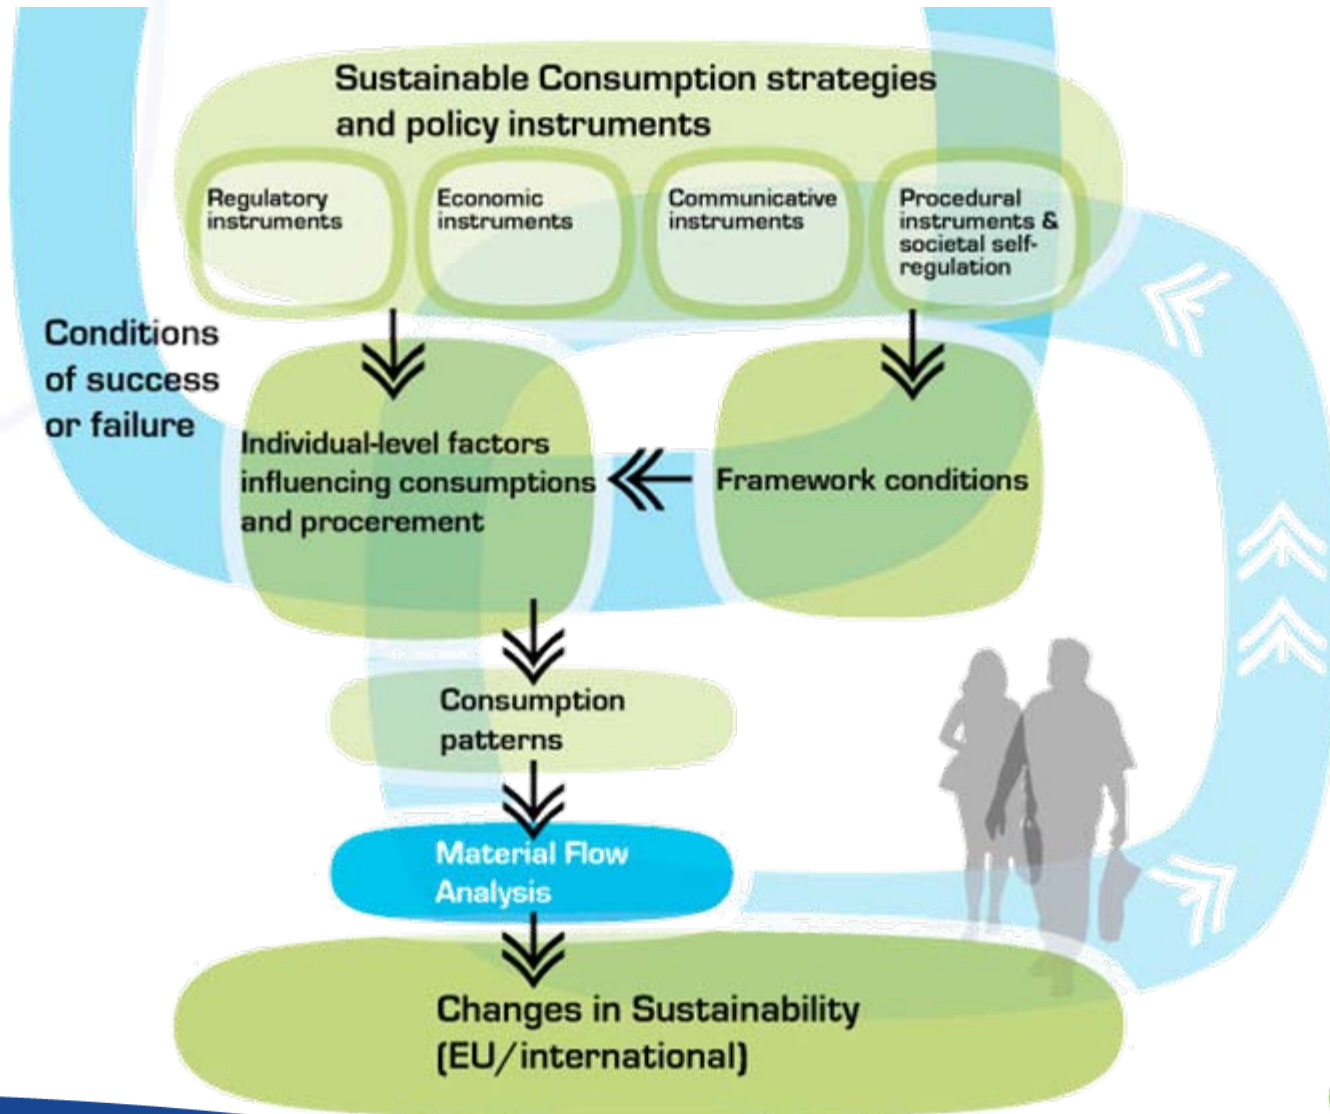 Sustainable Consumption strategies
and policy instruments
Regulatory
instruments
Economic
instruments
Communicative
instruments
Procedural
instruments &
societal self-
regulation
Conditions
of success
or failure
Individual-level factors
influencing consumptions
and procerement
Framework conditions
Consumption
patterns
Material Flow
Analysis
Changes in Sustainability
(EU/international)